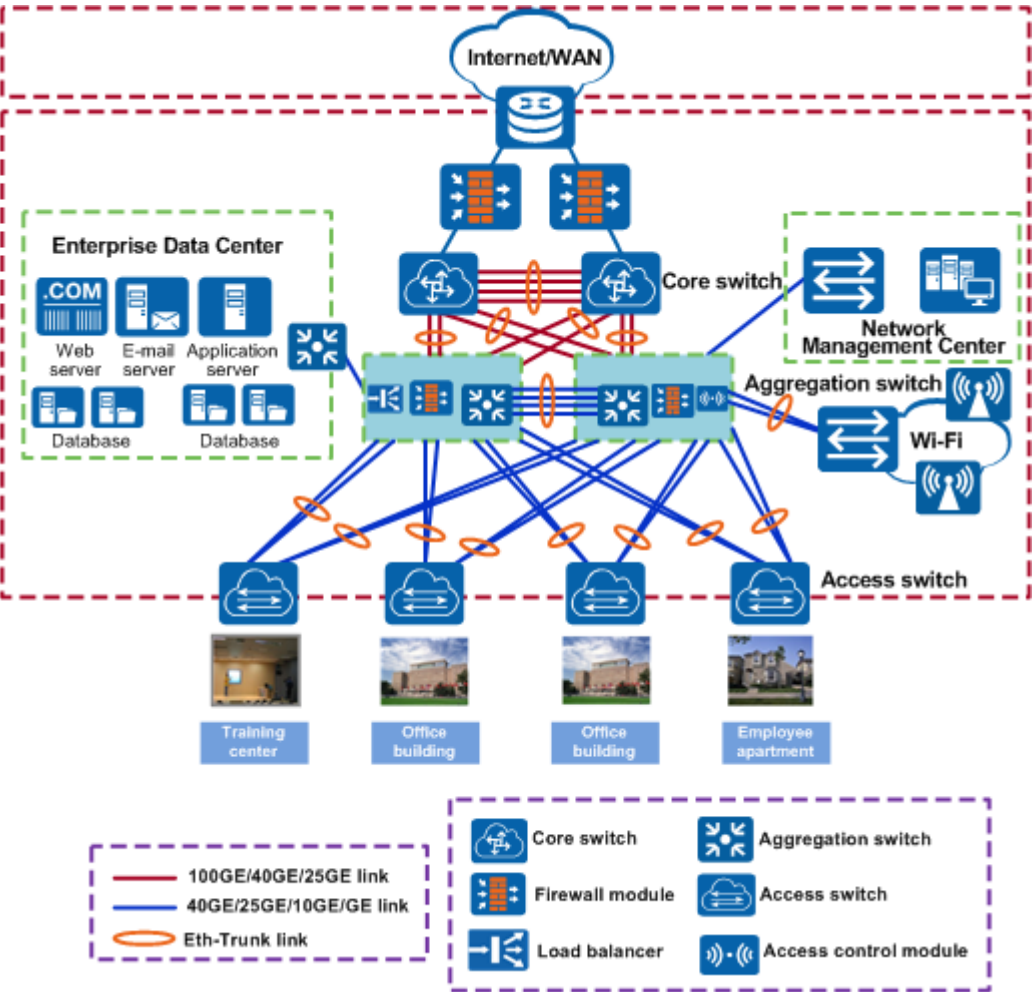 Internet/WAN
Enterprise Data Center
.COM
Web
server
E-mail
server
Application
server
Database
Database
Core switch
Network
Management Center
Aggregation switch
Wi-Fi
Access switch
Training
center
Office
building
Office
building
Employee
apartment
100GE/40GE/25GE link
40GE/25GE/10GE/GE link
Eth-Trunk link
Core switch
Aggregation switch
Firewall module
Access switch
Load balancer
Access control module